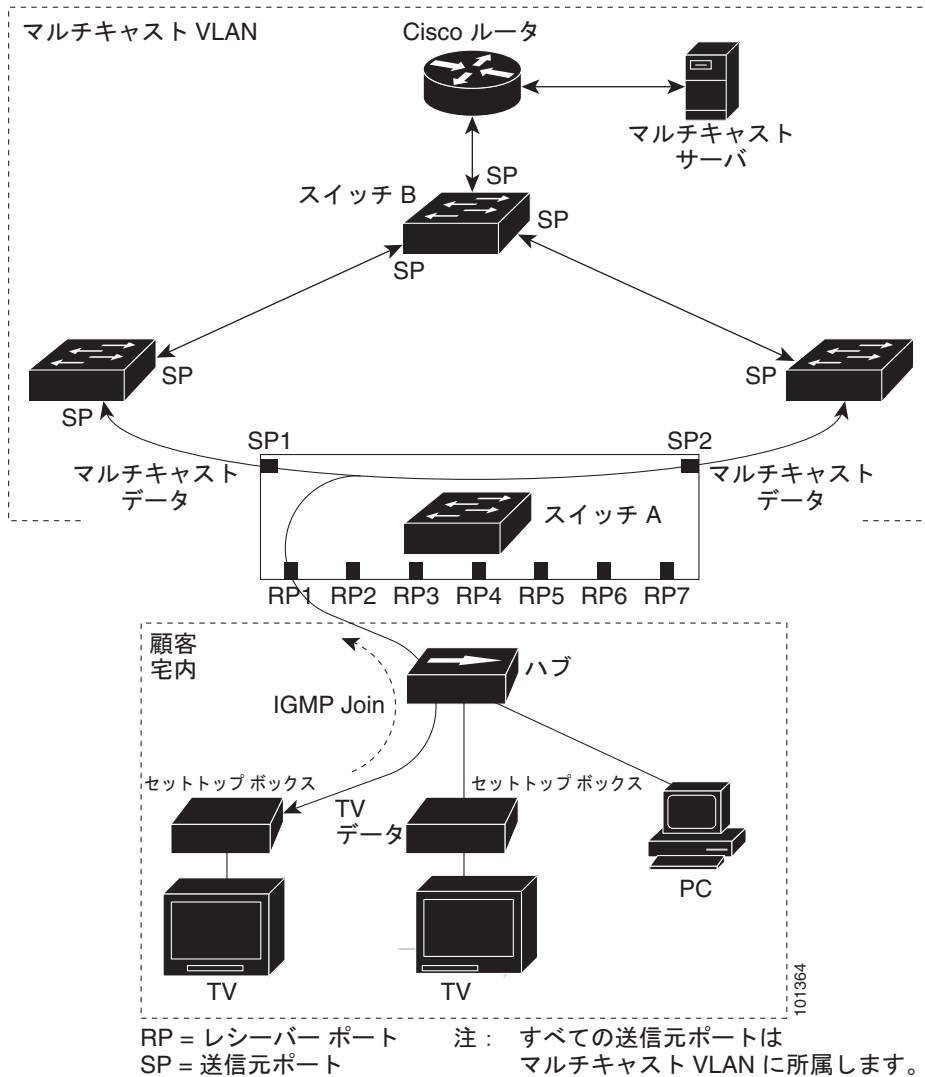 マルチキャスト VLAN
Cisco ルータ
マルチキャスト
サーバ
SP
スイッチ B
SP
SP
SP
SP
SP
SP1
SP2
マルチキャスト
データ
マルチキャスト
データ
スイッチ A
RP1
RP2
RP3
RP4
RP5
RP6
RP7
顧客
宅内
ハブ
IGMP Join
セットトップ ボックス
セットトップ ボックス
TV
データ
PC
TV
TV
101364
RP = レシーバー ポート
SP = 送信元ポート
注： すべての送信元ポートは
マルチキャスト VLAN に所属します。